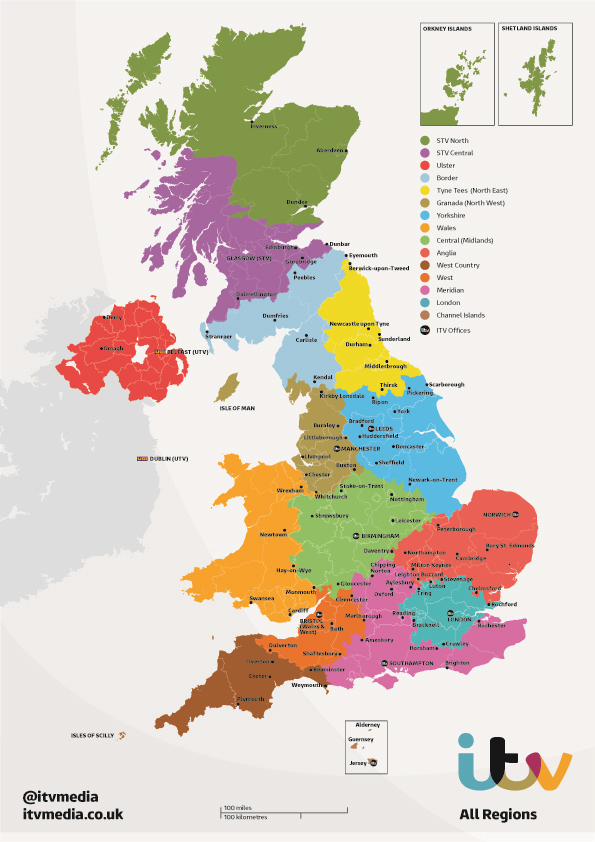 ORKNEY ISLANDS
SHETLAND ISLANDS
STV North
STV Central
Ulster
Border
Tyne Tees (North East)
Granada (North West)
Yorkshire
Wales
Central (Midlands)
Anglia
West Country
West
Meridian
London
Channel Islands
ITV Offices
Inverness
Aberdeen
Dundee
Edinburgh
Dunbar
Eyemouth
GLASGOW (STV)
Berwick-upon-Tweed
Peebles
Dalmellington
Derry
Dumfries
Newcastle upon Tyne
Stranraer
Sunderland
Carlisle
Durham
Omagh
BELFAST (UTV)
Middlesbrough
Kendal
Thirsk
Scarborough
Pickering
Kirkby Lonsdale
Ripon
ISLE OF MAN
York
Burnley
Bradford
LEEDS
Littleborough
Huddersfield
MANCHESTER
Doncaster
DUBLIN (UTV)
Liverpool
Buxton
Sheffield
Chester
Newark-on-Trent
Wrexham
Stoke-on-Trent
Whitchurch
Nottingham
Shrewsbury
NORWICH
Leicester
Peterborough
Newtown
BIRMINGHAM
Daventry
Northampton
Bury St. Edmonds
Cambridge
Hay-on-Wye
Chipping
Norton
Milton Keynes
Leighton Buzzard
Stevenage
Gloucester
Aylesbury
Luton
Monmouth
Oxford
Tring
Chelmsford
Swansea
Cirencester
Rochford
Cardiff
BRISTOL
(Wales &
West)
Marlborough
Reading
LONDON
Bath
Bracknell
Rochester
Amesbury
Crawley
Dulverton
Horsham
Shaftesbury
Tiverton
SOUTHAMPTON
Brighton
Beaminster
Exeter
Weymouth
Plymouth
ISLES OF SCILLY
Alderney
Guernsey
Jersey
itv
@itvmedia
itvmedia.co.uk
100 miles
100 kilometres
All Regions